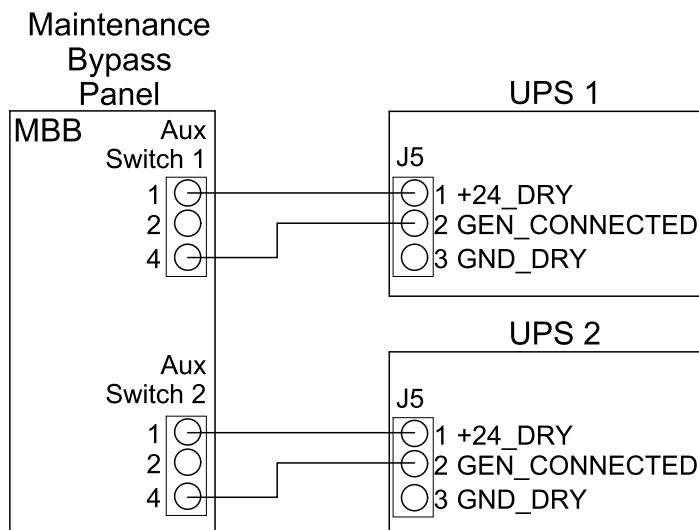 Maintenance
Bypass
Panel
MBB
Aux
Switch 1
1
2
4
UPS 1
J5
1 +24_DRY
2 GEN_CONNECTED
3 GND_DRY
Aux
Switch 2
1
2
4
UPS 2
J5
1 +24_DRY
2 GEN_CONNECTED
3 GND_DRY